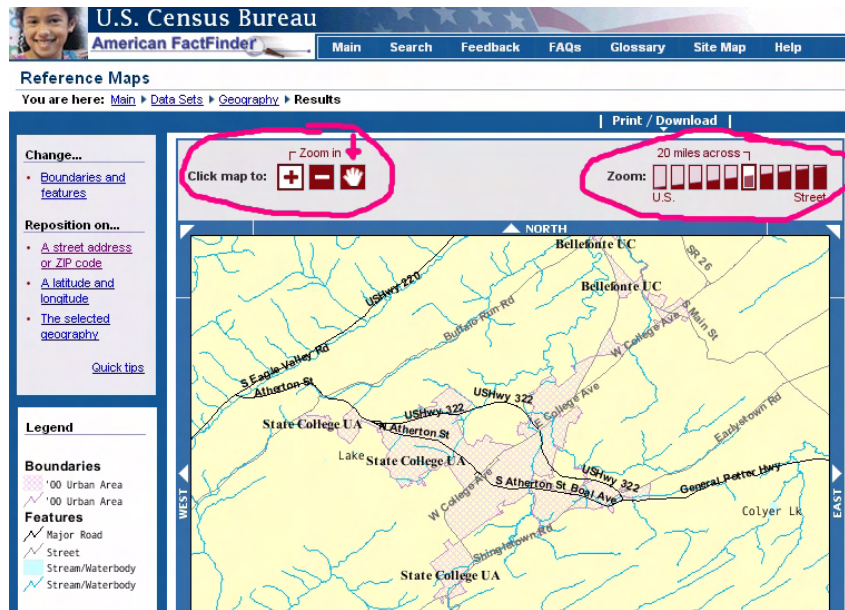 U.S. Census Bureau
American FactFinder
Main Search Feedback FAQs Glossary Site Map Help
Reference Maps
You are here: Main Data Sets Geography Results
| Print / Download |
Change...
Boundaries and
features
Reposition on...
A street address
or ZIP code
A latitude and
longitude
The selected
geography
Quick tips
Legend
Boundaries
'00 Urban Area
'00 Urban Area
Features
Major Road
Street
Stream/Waterbody
Stream/Waterbody
Zoom in
Click map to:
20 miles across
Zoom:
U.S. Street
NORTH
WEST
EAST
Bellefonte UC
SR 26
USHwy 220
Bellefonte UC
Buffalo Run Rd
S Main St
W College Ave
S Eagle Valley Rd
Atherton St
USHwy 322
USHwy 322
E College Ave
Earlystown Rd
State College UA
N Atherton St
Lake
State College UA
USHwy 322
W College Ave
S Atherton St Boal Ave
General Potter Hwy
Colyer Lk
Shingletown Rd
State College UA